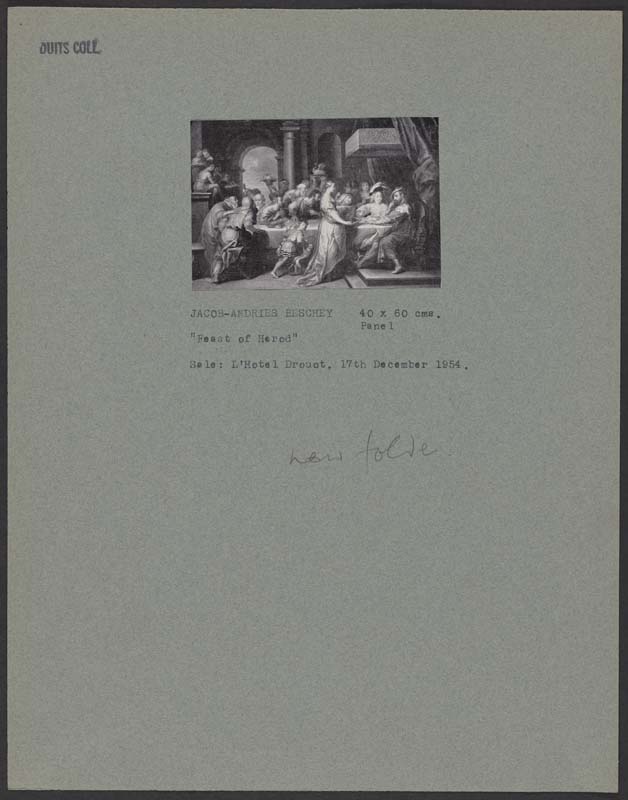 DUITS COLL.
JACOB-ANDRIES BESCHEY 40 x 60 cms.
Panel
"Feast of Herod"
Sale: L'Hotel Drouot, 17th December 1954.
new folde